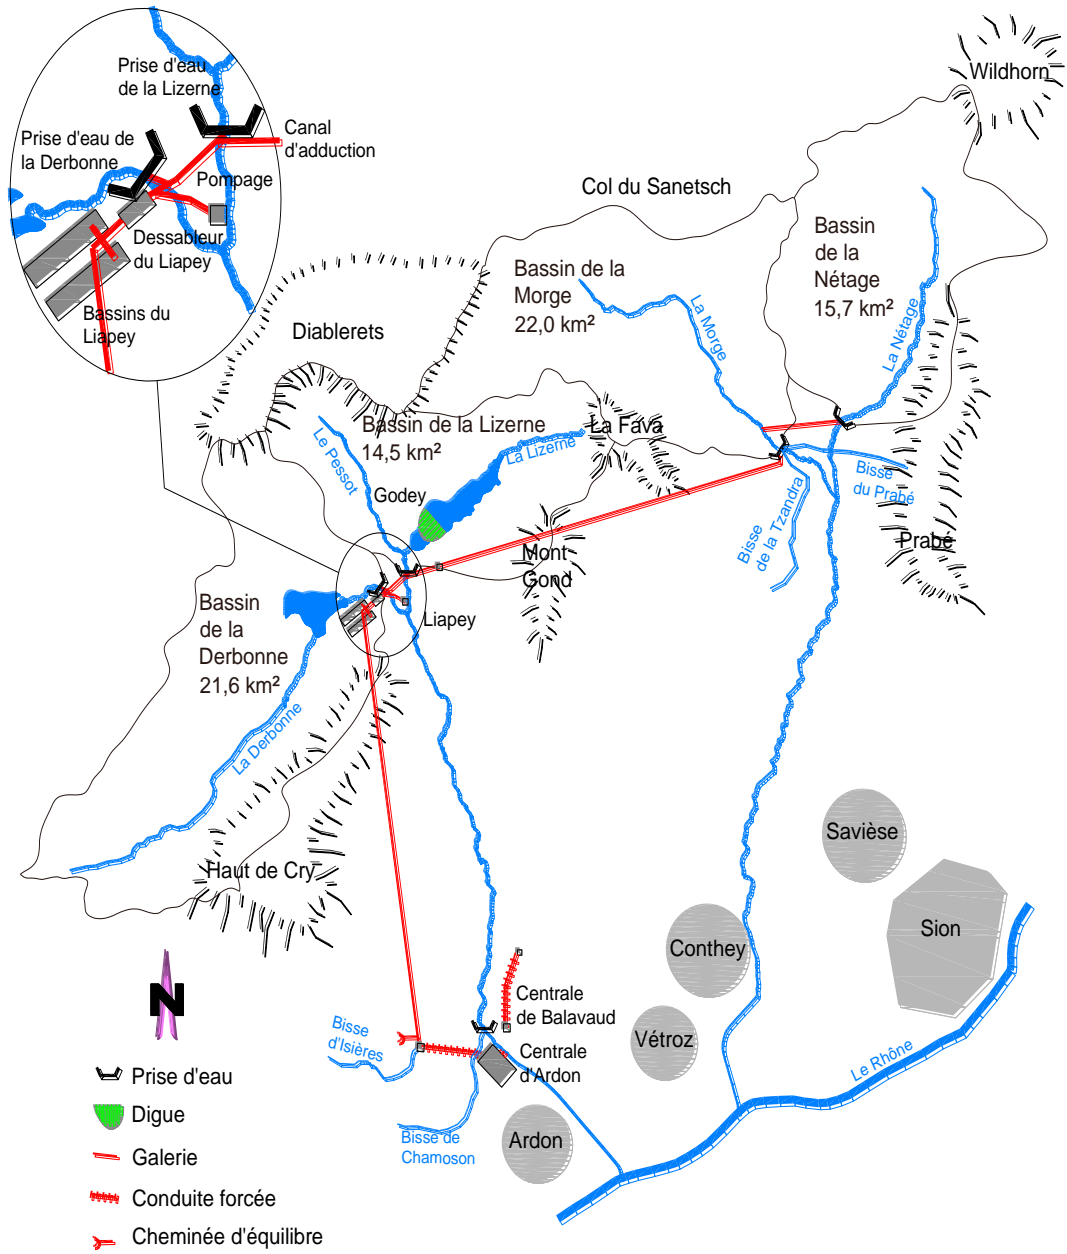 Prise d'eau
de la Lizerne
Prise d'eau de
la Derbonne
Canal
d'adduction
Pompage
Dessableur
du Liapey
Bassins du
Liapey
Wildhorn
Col du Sanetsch
Bassin
de la
Nétage
15,7 km²
Bassin de la
Morge
22,0 km²
La Morge
La Nétage
Diablerets
Bassin de la Lizerne
14,5 km²
La Fava
Le Pessot
La Lizerne
Godey
Bisse
du Prabé
Bisse
de la Tzandra
Prabé
Mont
Gond
Bassin
de la
Derbonne
21,6 km²
Liapey
La Derbonne
Haut de Cry
Savièse
Sion
Conthey
Vétroz
Le Rhône
N
Centrale
de Balavaud
Bisse
d'Isières
Centrale
d'Ardon
Bisse de
Chamoson
Ardon
Prise d'eau
Digue
Galerie
Conduite forcée
Cheminée d'équilibre